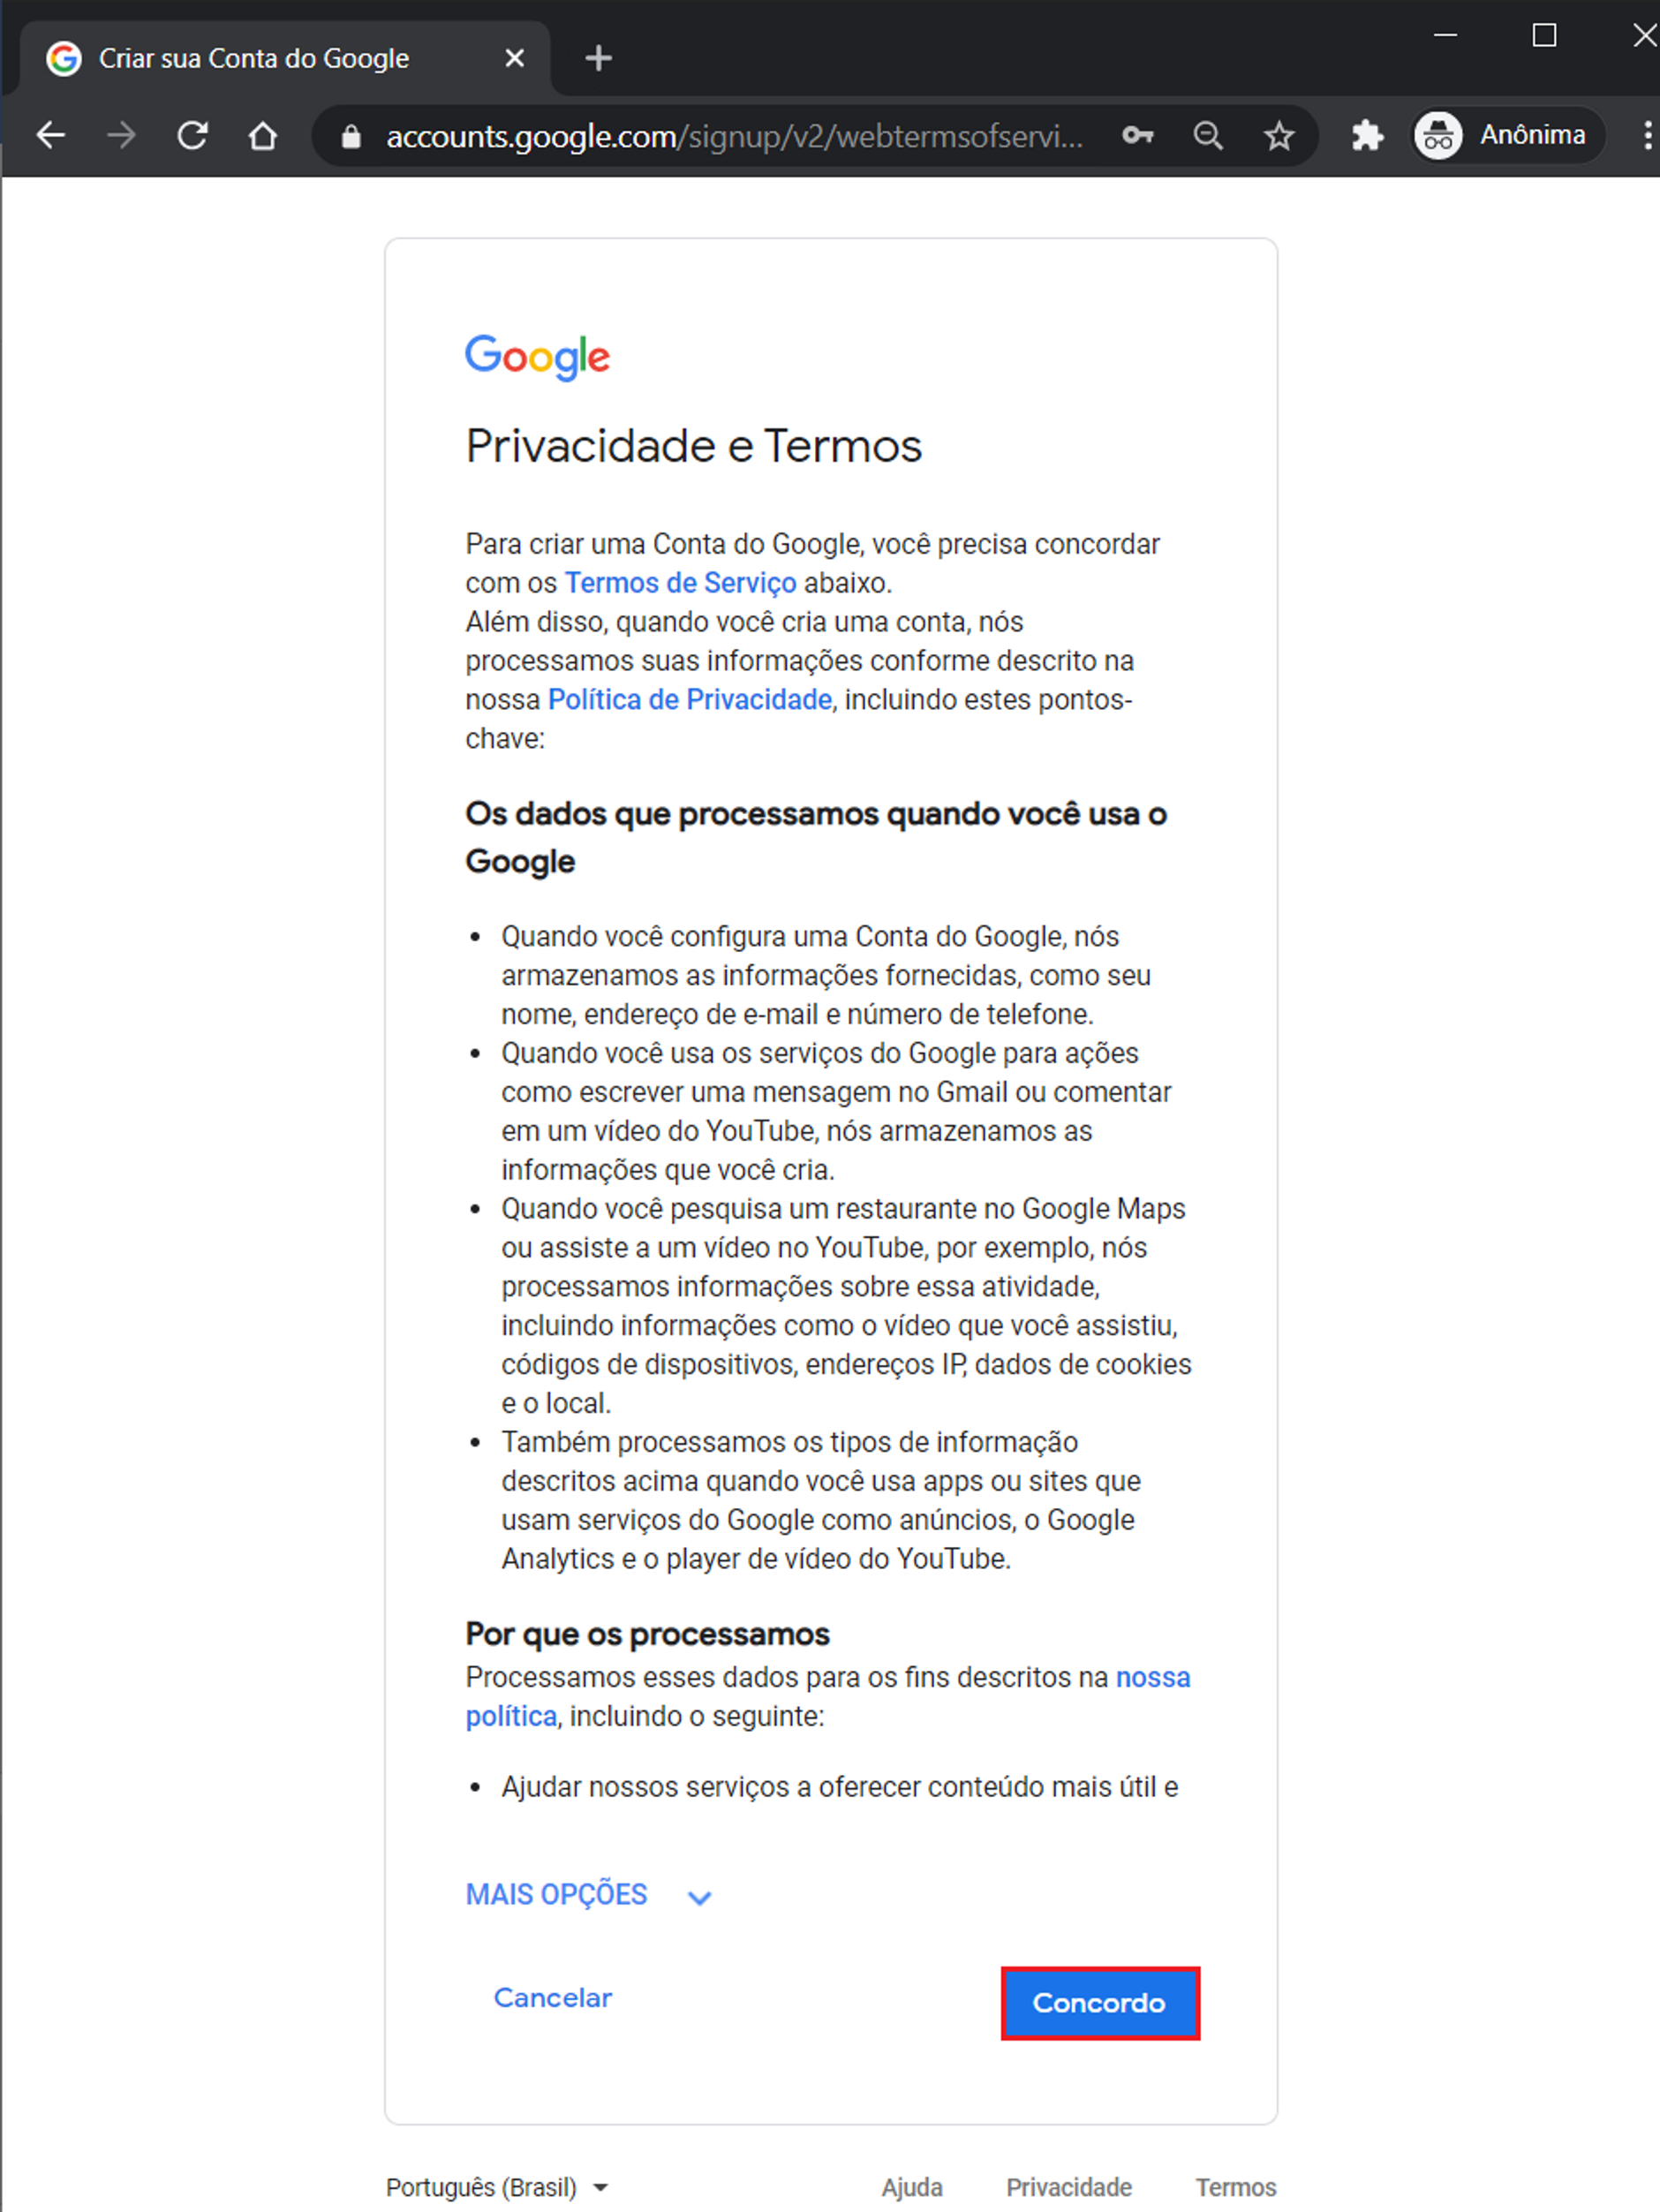 Criar sua Conta do Google
accounts.google.com/signup/v2/webtermsofservi...
Anônima
Google
Privacidade e Termos
Para criar uma Conta do Google, você precisa concordar
com os Termos de Serviço abaixo.
Além disso, quando você cria uma conta, nós
processamos suas informações conforme descrito na
nossa Política de Privacidade, incluindo estes pontos-
chave:
Os dados que processamos quando você usa o
Google
• Quando você configura uma Conta do Google, nós
armazenamos as informações fornecidas, como seu
nome, endereço de e-mail e número de telefone.
• Quando você usa os serviços do Google para ações
como escrever uma mensagem no Gmail ou comentar
em um vídeo do YouTube, nós armazenamos as
informações que você cria.
• Quando você pesquisa um restaurante no Google Maps
ou assiste a um vídeo no YouTube, por exemplo, nós
processamos informações sobre essa atividade,
incluindo informações como o vídeo que você assistiu,
códigos de dispositivos, endereços IP, dados de cookies
e o local.
• Também processamos os tipos de informação
descritos acima quando você usa apps ou sites que
usam serviços do Google como anúncios, o Google
Analytics e o player de vídeo do YouTube.
Por que os processamos
Processamos esses dados para os fins descritos na nossa
política, incluindo o seguinte:
• Ajudar nossos serviços a oferecer conteúdo mais útil e
MAIS OPÇÕES
Cancelar
Concordo
Português (Brasil)
Ajuda
Privacidade
Termos